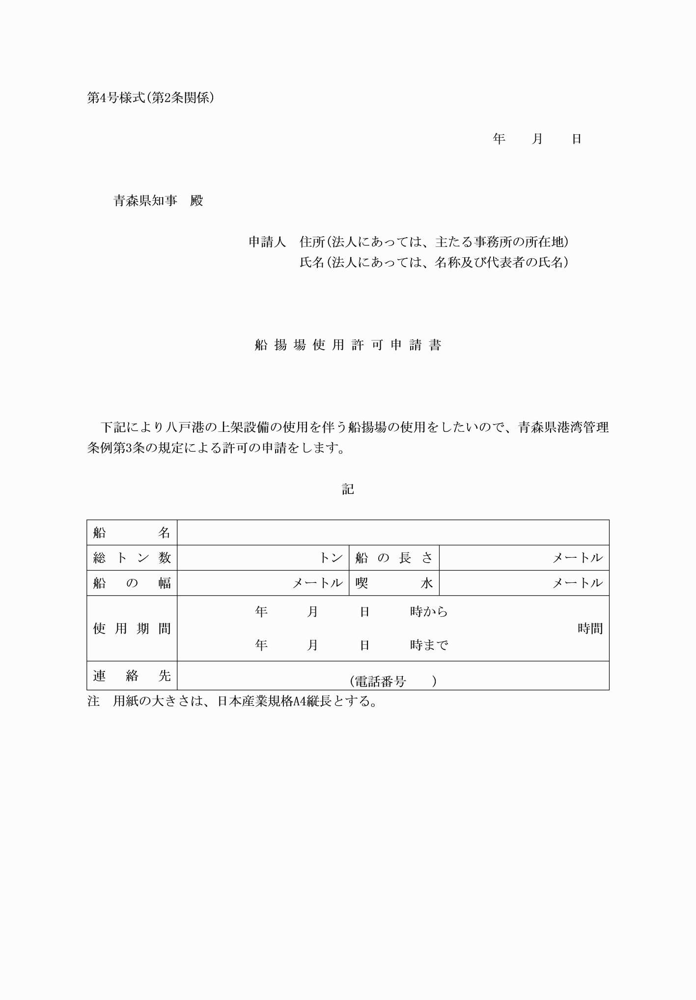 第4号様式(第2条関係)
年　　月　　日
青森県知事　殿
申請人　住所(法人にあっては、主たる事務所の所在地)
氏名(法人にあっては、名称及び代表者の氏名)
船揚場使用許可申請書
下記により八戸港の上架設備の使用を伴う船揚場の使用をしたいので、青森県港湾管理
条例第3条の規定による許可の申請をします。
記
船名
総トン数　トン　船の長さ　メートル
船の幅　メートル　喫水　メートル
年　　月　　日　　時から
使用期間　時間
年　　月　　日　　時まで
連絡先　(電話番号　　)
注　用紙の大きさは、日本産業規格A4縦長とする。